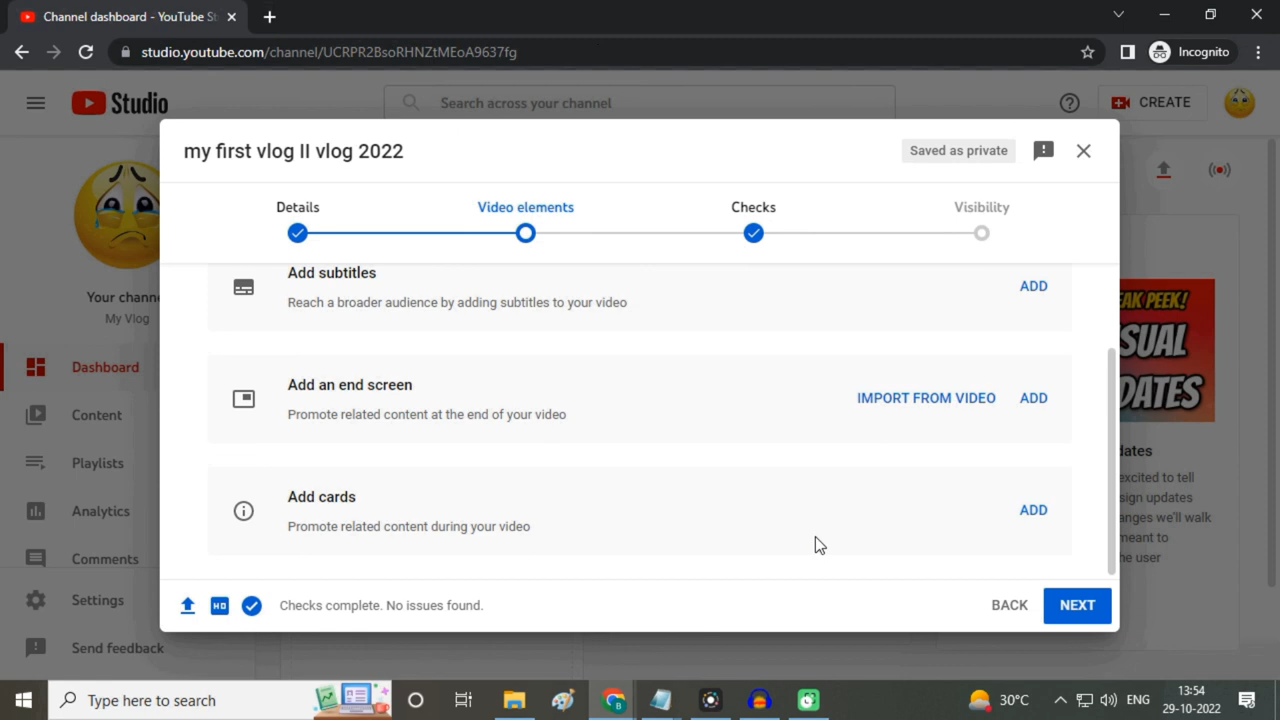 Channel dashboard - YouTube St
studio.youtube.com/channel/UCRPR2BsoRHNZtMEoA9637fg
Incognito
Studio
Search across your channel
CREATE
my first vlog II vlog 2022
Saved as private
Details
Video elements
Checks
Visibility
Add subtitles
Reach a broader audience by adding subtitles to your video
ADD
Add an end screen
Promote related content at the end of your video
IMPORT FROM VIDEO
ADD
Add cards
Promote related content during your video
ADD
HD
Checks complete. No issues found.
BACK
NEXT
Your chann
My Vlog
Dashboard
Content
Playlists
Analytics
Comments
Settings
Send feedback
EAK PEEK!
SUAL
DATES
dates
excited to tell
sign updates
anges we'll walk
meant to
he user
Type here to search
30°C
ENG
13:54
29-10-2022